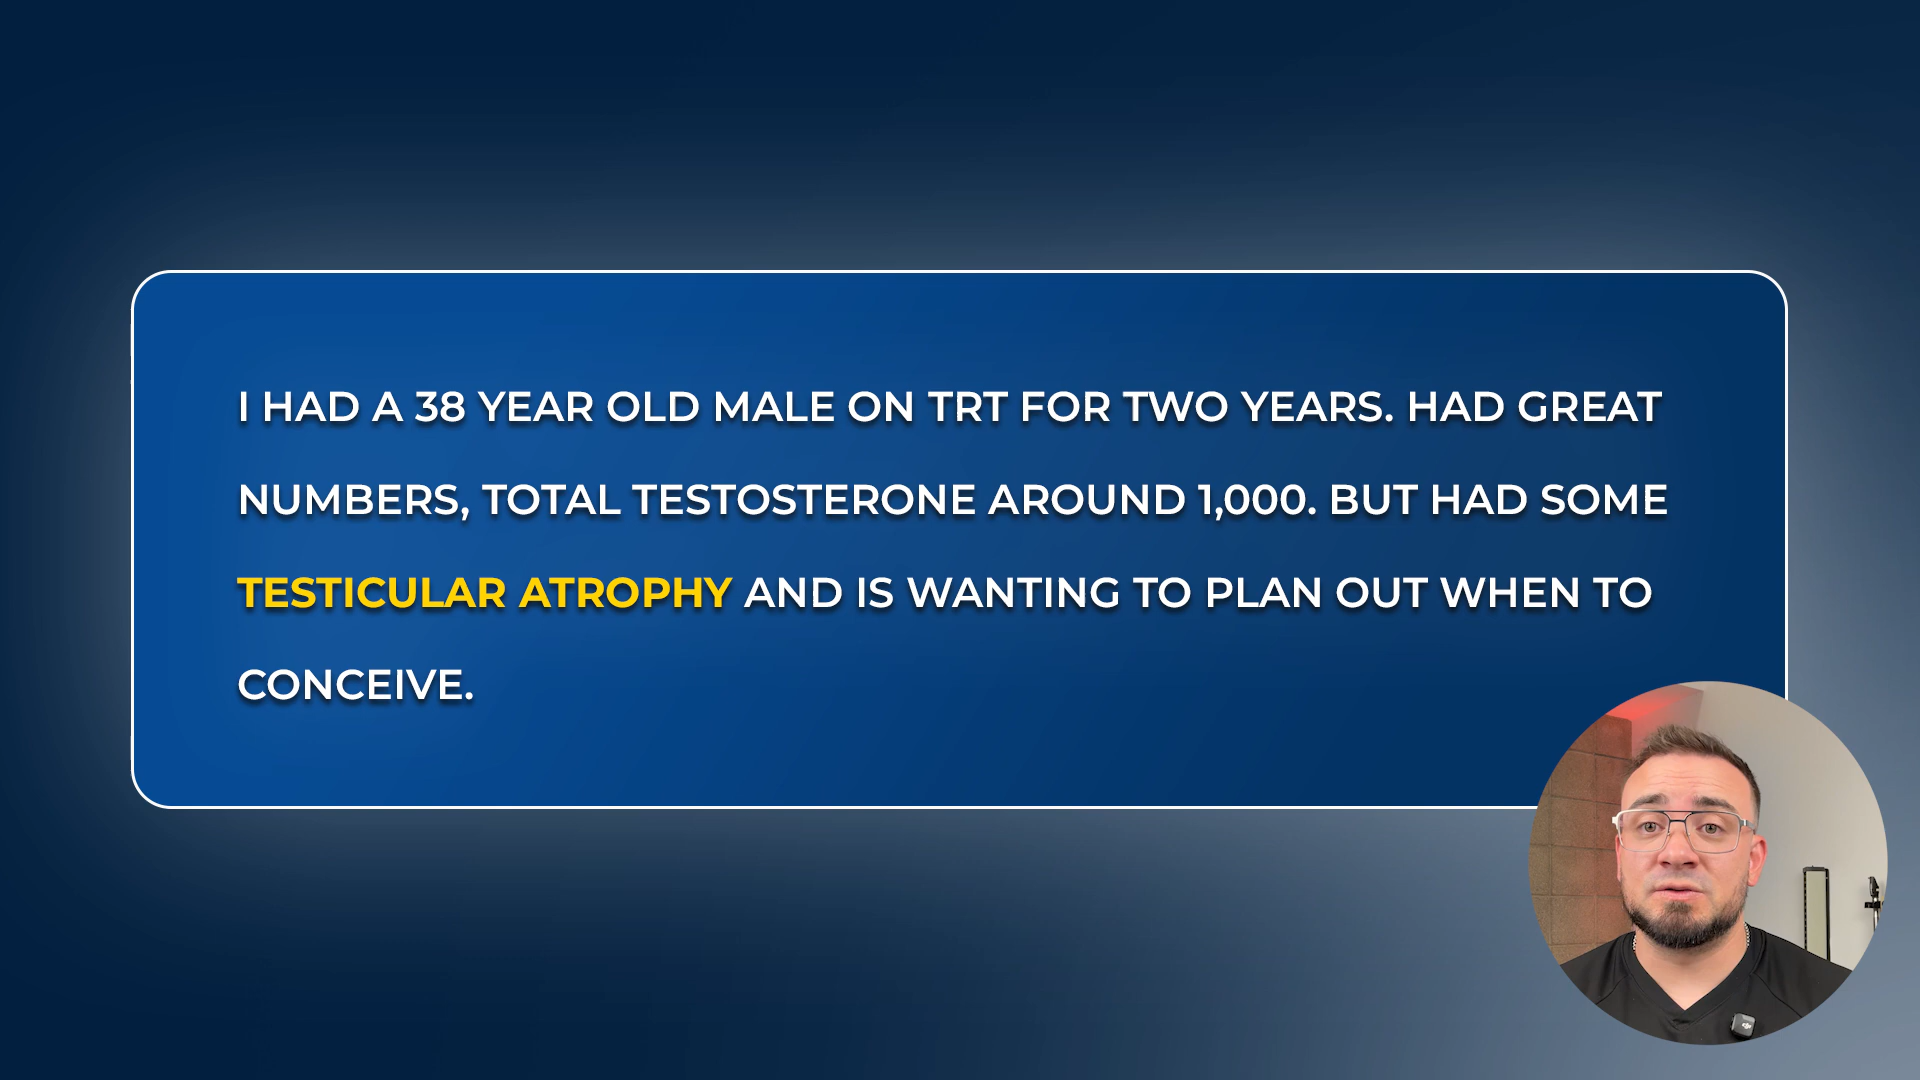 I HAD A 38 YEAR OLD MALE ON TRT FOR TWO YEARS. HAD GREAT
NUMBERS, TOTAL TESTOSTERONE AROUND 1,000. BUT HAD SOME
TESTICULAR ATROPHY AND IS WANTING TO PLAN OUT WHEN TO
CONCEIVE.